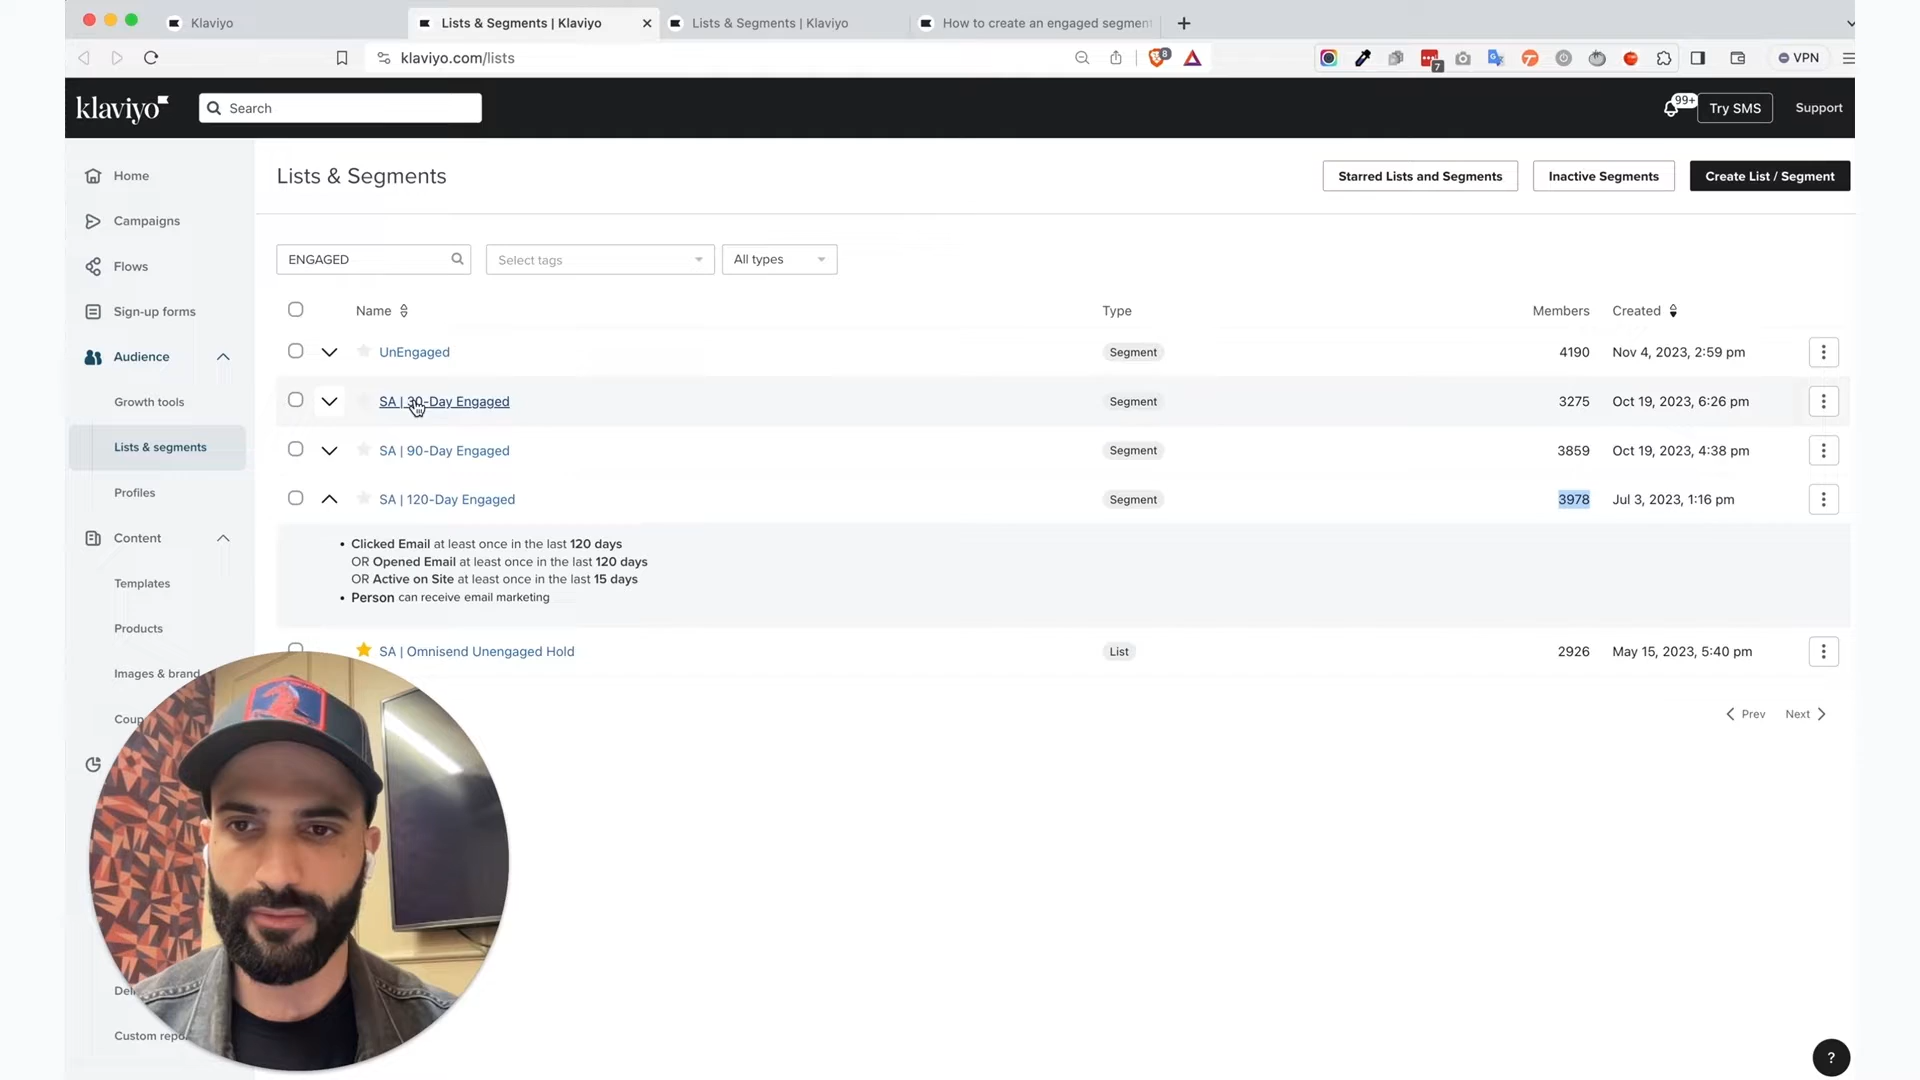 Klaviyo
Lists & Segments | Klaviyo
Lists & Segments | Klaviyo
How to create an engaged segment
klaviyo.com/lists
8
7
VPN
klaviyo
Search
99+
Try SMS
Support
Home
Campaigns
Flows
Sign-up forms
Audience
Growth tools
Lists & segments
Profiles
Content
Templates
Products
Images & brand
Coup
Deli
Custom repo
Lists & Segments
Starred Lists and Segments
Inactive Segments
Create List / Segment
ENGAGED
Select tags
All types
Name
Type
Members
Created
UnEngaged
Segment
4190
Nov 4, 2023, 2:59 pm
SA | 30-Day Engaged
Segment
3275
Oct 19, 2023, 6:26 pm
SA | 90-Day Engaged
Segment
3859
Oct 19, 2023, 4:38 pm
SA | 120-Day Engaged
Segment
3978
Jul 3, 2023, 1:16 pm
• Clicked Email at least once in the last 120 days
OR Opened Email at least once in the last 120 days
OR Active on Site at least once in the last 15 days
• Person can receive email marketing
SA | Omnisend Unengaged Hold
List
2926
May 15, 2023, 5:40 pm
Prev
Next
?